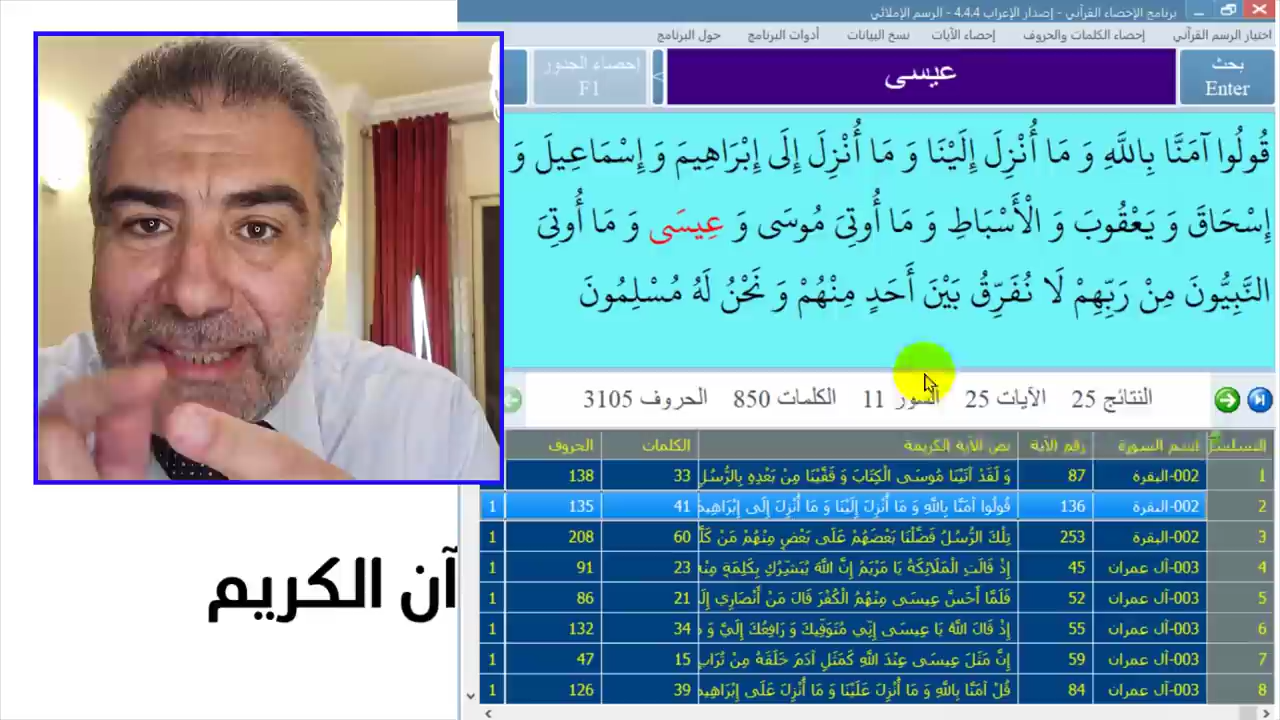 برنامج الإحصاء القرآني - إصدار الإعراب 4.4.4 - الرسم الإملائي
اختيار الرسم القرآني إحصاء الكلمات والحروف إحصاء الآيات نسخ البيانات أدوات البرنامج حول البرنامج
بحث
Enter
عيسى
>
إحصاء الجذور
F1
قُولُوا آمَنَّا بِاللَّهِ وَ مَا أُنْزِلَ إِلَيْنَا وَ مَا أُنْزِلَ إِلَى إِبْرَاهِيمَ وَ إِسْمَاعِيلَ وَ
إِسْحَاقَ وَ يَعْقُوبَ وَ الْأَسْبَاطِ وَ مَا أُوتِيَ مُوسَى وَ عِيسَى وَ مَا أُوتِيَ
النَّبِيُّونَ مِنْ رَبِّهِمْ لَا نُفَرِّقُ بَيْنَ أَحَدٍ مِنْهُمْ وَ نَحْنُ لَهُ مُسْلِمُونَ
النتائج 25 الآيات 25 السور 11 الكلمات 850 الحروف 3105
التسلسل اسم السورة رقم الآية نص الآية الكريمة الكلمات الحروف
1 002-البقرة 87 وَ لَقَدْ آتَيْنَا مُوسَى الْكِتَابَ وَ قَفَّيْنَا مِنْ بَعْدِهِ بِالرُّسُلِ 33 138
2 002-البقرة 136 قُولُوا آمَنَّا بِاللَّهِ وَ مَا أُنْزِلَ إِلَيْنَا وَ مَا أُنْزِلَ إِلَى إِبْرَاهِيمَ 41 135 1
3 002-البقرة 253 تِلْكَ الرُّسُلُ فَضَّلْنَا بَعْضَهُمْ عَلَى بَعْضٍ مِنْهُمْ مَنْ كَلَّ 60 208 1
4 003-آل عمران 45 إِذْ قَالَتِ الْمَلَائِكَةُ يَا مَرْيَمُ إِنَّ اللَّهَ يُبَشِّرُكِ بِكَلِمَةٍ مِنْهُ 23 91 1
5 003-آل عمران 52 فَلَمَّا أَحَسَّ عِيسَى مِنْهُمُ الْكُفْرَ قَالَ مَنْ أَنْصَارِي إِلَى 21 86 1
6 003-آل عمران 55 إِذْ قَالَ اللَّهُ يَا عِيسَى إِنِّي مُتَوَفِّيكَ وَ رَافِعُكَ إِلَيَّ وَ 34 132 1
7 003-آل عمران 59 إِنَّ مَثَلَ عِيسَى عِنْدَ اللَّهِ كَمَثَلِ آدَمَ خَلَقَهُ مِنْ تُرَابٍ 15 47 1
8 003-آل عمران 84 قُلْ آمَنَّا بِاللَّهِ وَ مَا أُنْزِلَ عَلَيْنَا وَ مَا أُنْزِلَ عَلَى إِبْرَاهِيمَ 39 126 1
آن الكريم